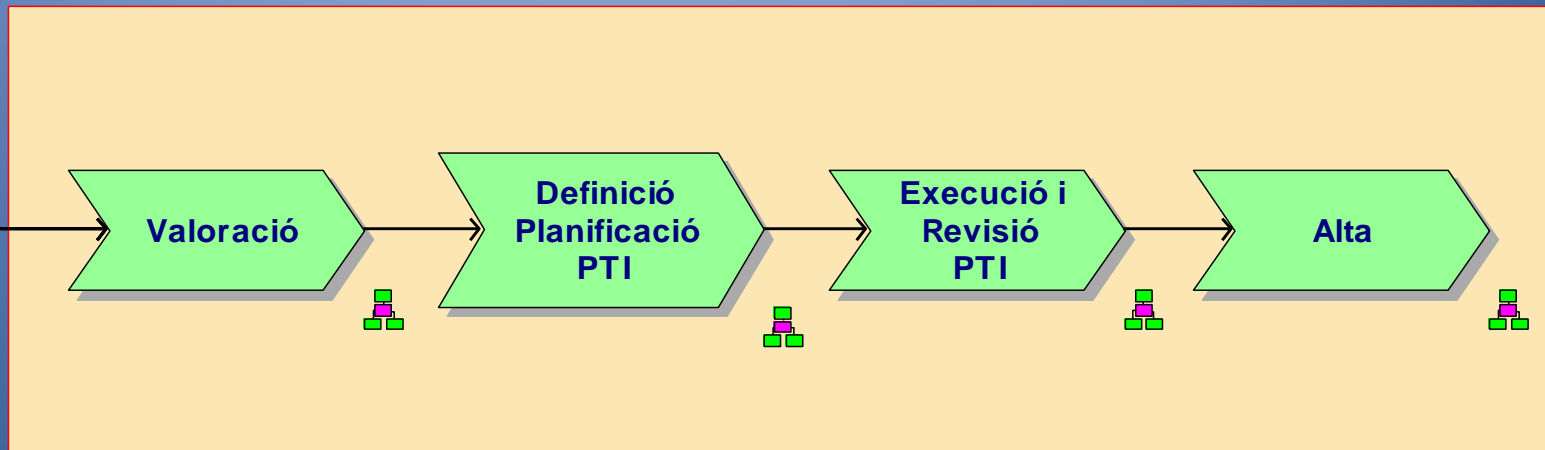 Valoració
Definició
Planificació
PTI
Execució i
Revisió
PTI
Alta